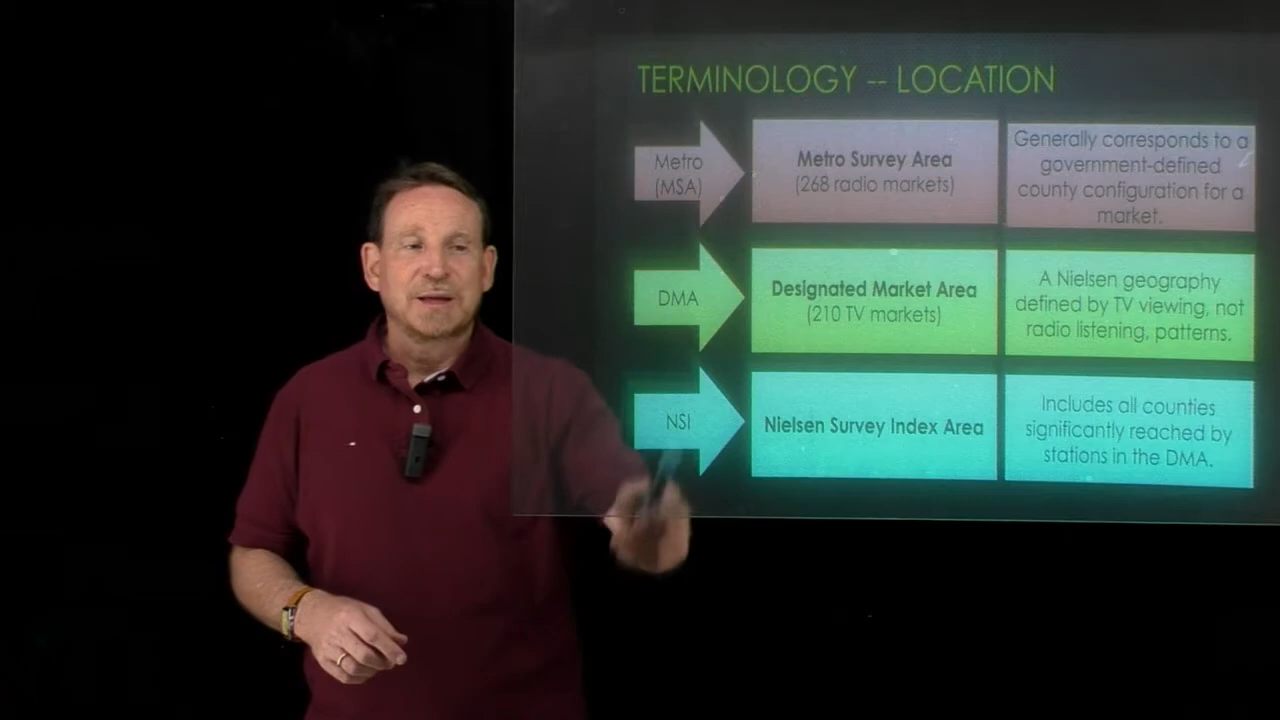 TERMINOLOGY -- LOCATION
Metro
(MSA)
Metro Survey Area
(268 radio markets)
Generally corresponds to a
government-defined
county configuration for a
market.
DMA
Designated Market Area
(210 TV markets)
A Nielsen geography
defined by TV viewing, not
radio listening, patterns.
NSI
Nielsen Survey Index Area
Includes all counties
significantly reached by
stations in the DMA.